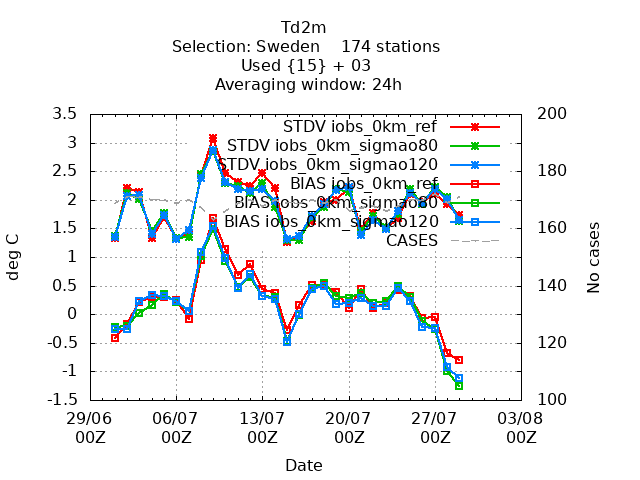 Td2m
Selection: Sweden    174 stations
Used {15} + 03
Averaging window: 24h
3.5
3
2.5
2
1.5
1
0.5
0
-0.5
-1
-1.5
200
180
160
140
120
100
STDV iobs_0km_ref
STDV iobs_0km_sigmao80
STDV iobs_0km_sigmao120
BIAS iobs_0km_ref
BIAS iobs_0km_sigmao80
BIAS iobs_0km_sigmao120
CASES
deg C
No cases
29/06 06/07 13/07 20/07 27/07 03/08
00Z 00Z 00Z 00Z 00Z 00Z
Date